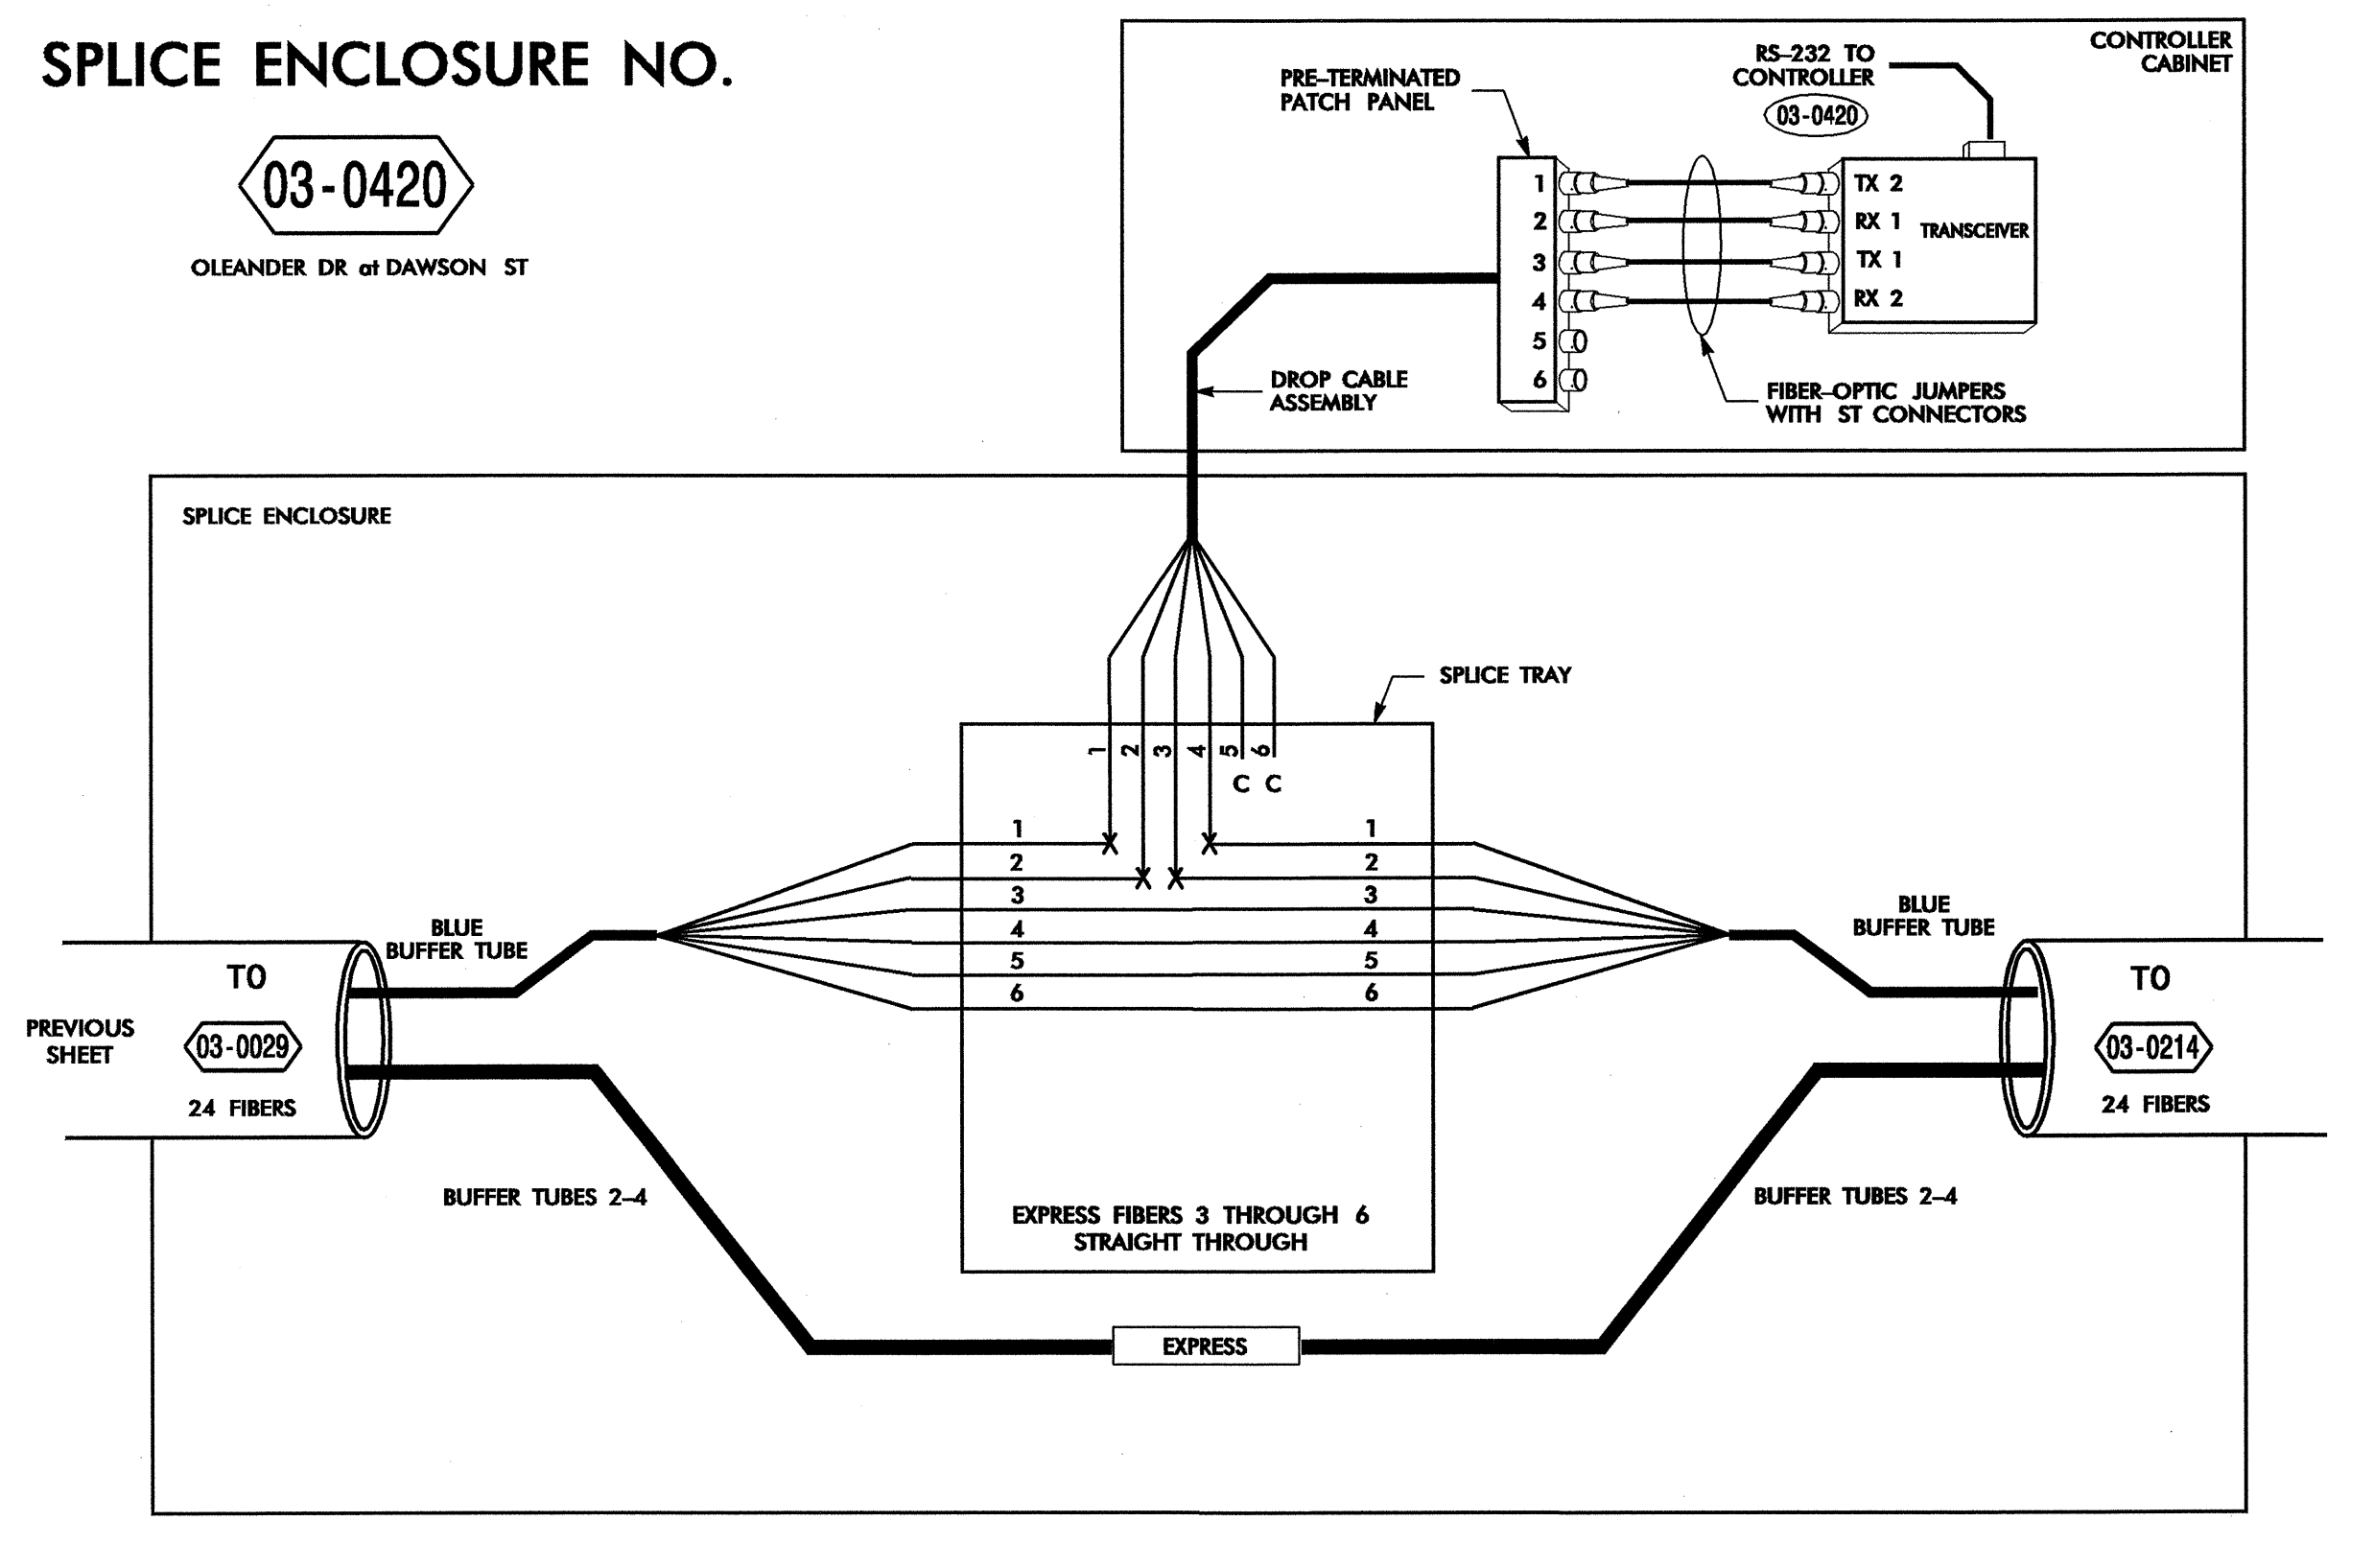 SPLICE ENCLOSURE NO.
03-0420
OLEANDER DR at DAWSON ST
CONTROLLER
CABINET
RS-232 TO
CONTROLLER
03-0420
PRE-TERMINATED
PATCH PANEL
1
2
3
4
5
6
TX 2
RX 1
TX 1
RX 2
TRANSCEIVER
DROP CABLE
ASSEMBLY
FIBER-OPTIC JUMPERS
WITH ST CONNECTORS
SPLICE ENCLOSURE
SPLICE TRAY
1 2 3 4 5 6
C C
1 1
2 2
3 3
4 4
5 5
6 6
BLUE
BUFFER TUBE
BLUE
BUFFER TUBE
TO
PREVIOUS
SHEET
03-0029
24 FIBERS
TO
03-0214
24 FIBERS
BUFFER TUBES 2-4
BUFFER TUBES 2-4
EXPRESS FIBERS 3 THROUGH 6
STRAIGHT THROUGH
EXPRESS